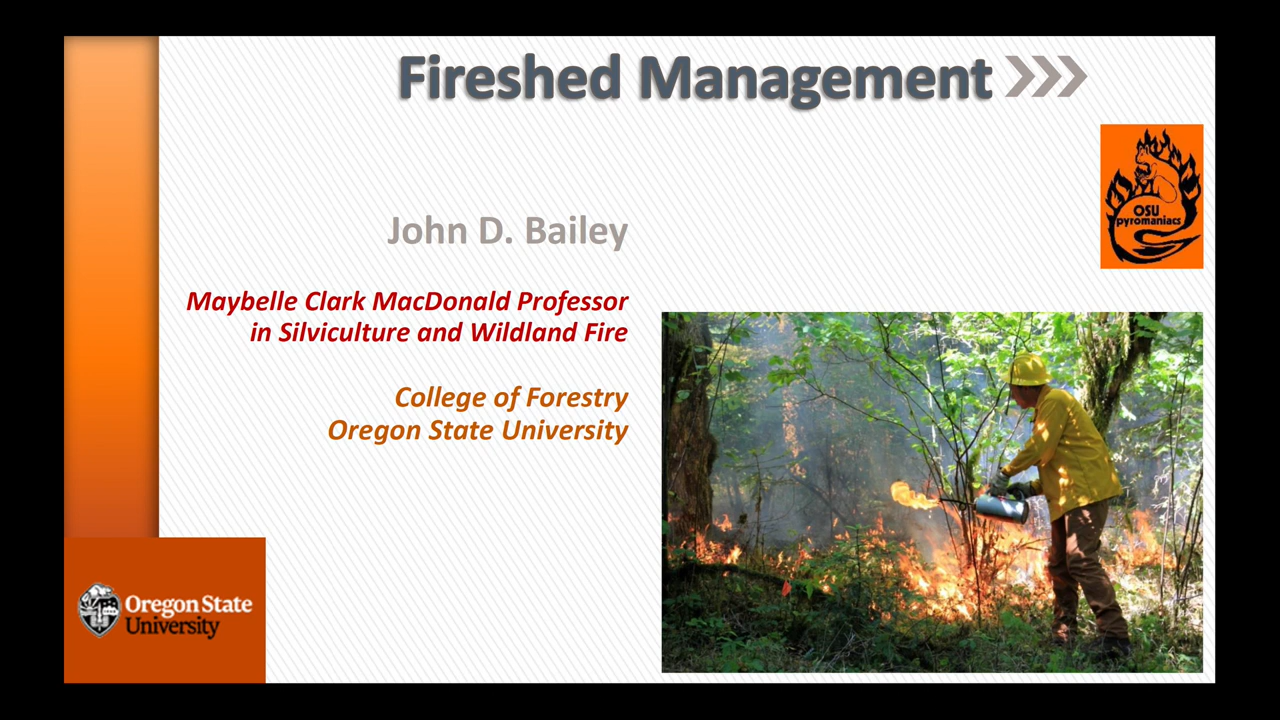 Fireshed Management
OSU
pyromaniacs
John D. Bailey
Maybelle Clark MacDonald Professor
in Silviculture and Wildland Fire
College of Forestry
Oregon State University
Oregon State
University